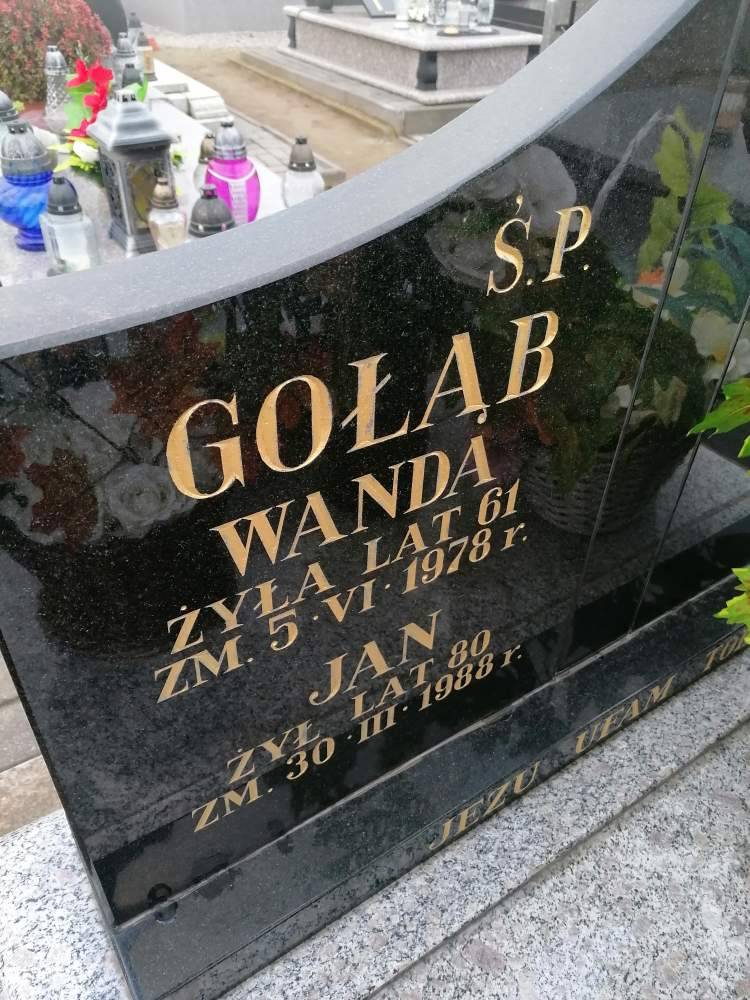 Ś.P.
GOŁĄB
WANDA
ŻYŁA LAT 61
ZM. 5·VI·1978 r.
JAN
ŻYŁ LAT 80
ZM. 30·III·1988 r.
JEZU UFAM